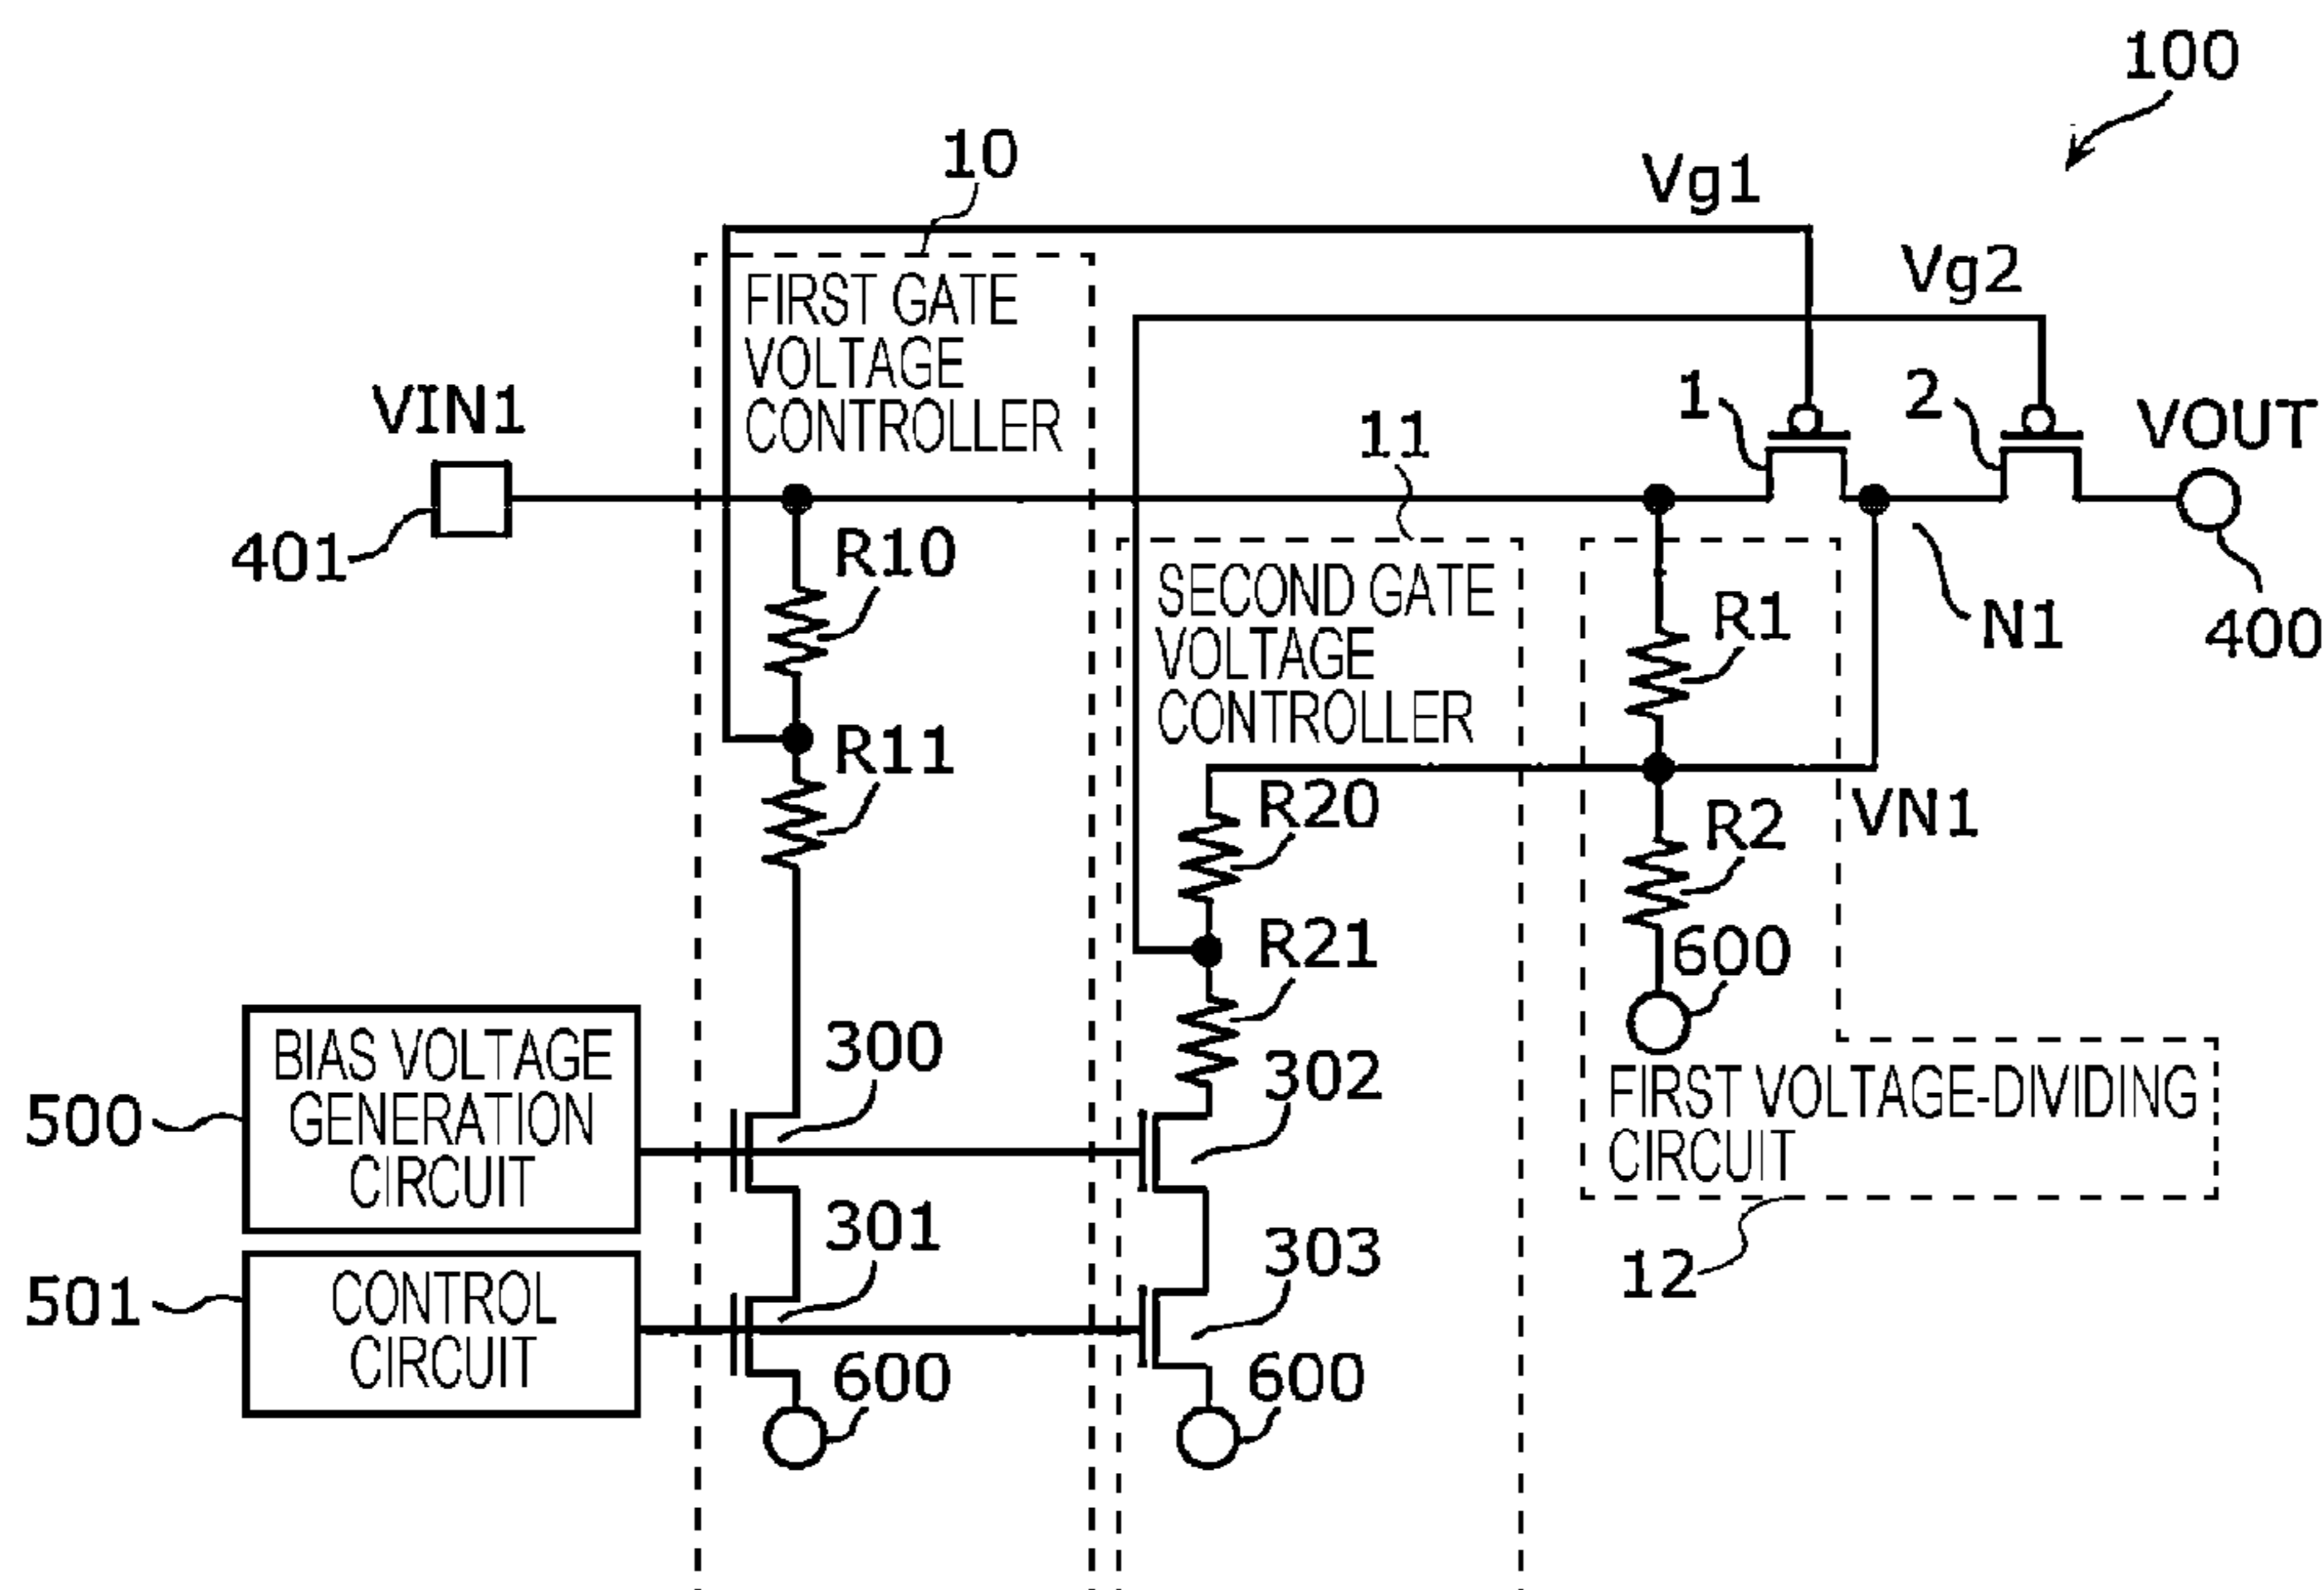 100
10
Vg1
Vg2
FIRST GATE
VOLTAGE
CONTROLLER
VIN1
1
2
VOUT
11
401
R10
SECOND GATE
VOLTAGE
CONTROLLER
R1
N1
400
R11
R20
R2
VN1
R21
600
BIAS VOLTAGE
GENERATION
CIRCUIT
500
300
302
FIRST VOLTAGE-DIVIDING
CIRCUIT
301
303
12
501
CONTROL
CIRCUIT
600
600